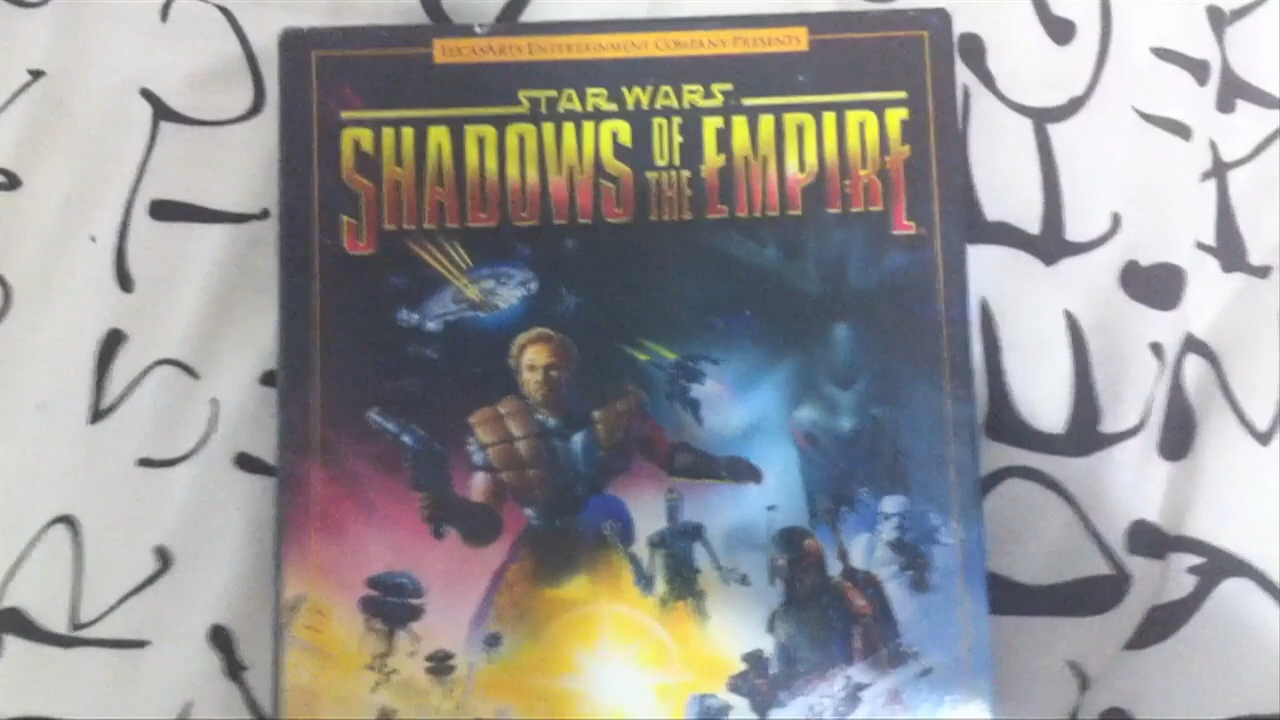 LucasArts Entertainment Company Presents
STAR WARS
SHADOWS OF THE EMPIRE
R S T
D E F G
Y Z